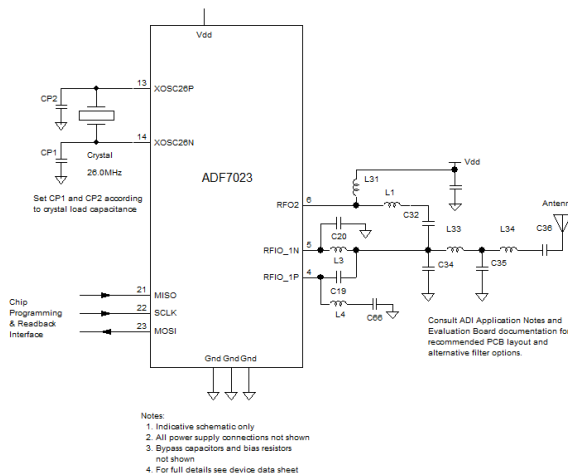 Vdd
13
XOSC26P
CP2
14
XOSC26N
CP1
Crystal
26.0MHz
Set CP1 and CP2 according
to crystal load capacitance
ADF7023
Vdd
L31
L1
6
RFO2
C32
Antenn
C20
L33
L34
C36
5
RFIO_1N
L3
C34
C35
4
RFIO_1P
C19
L4
C66
21
MISO
22
SCLK
23
MOSI
Chip
Programming
& Readback
Interface
Consult ADI Application Notes and
Evaluation Board documentation for
recommended PCB layout and
alternative filter options.
Gnd Gnd Gnd
Notes:
1. Indicative schematic only
2. All power supply connections not shown
3. Bypass capacitors and bias resistors
not shown
4. For full details see device data sheet